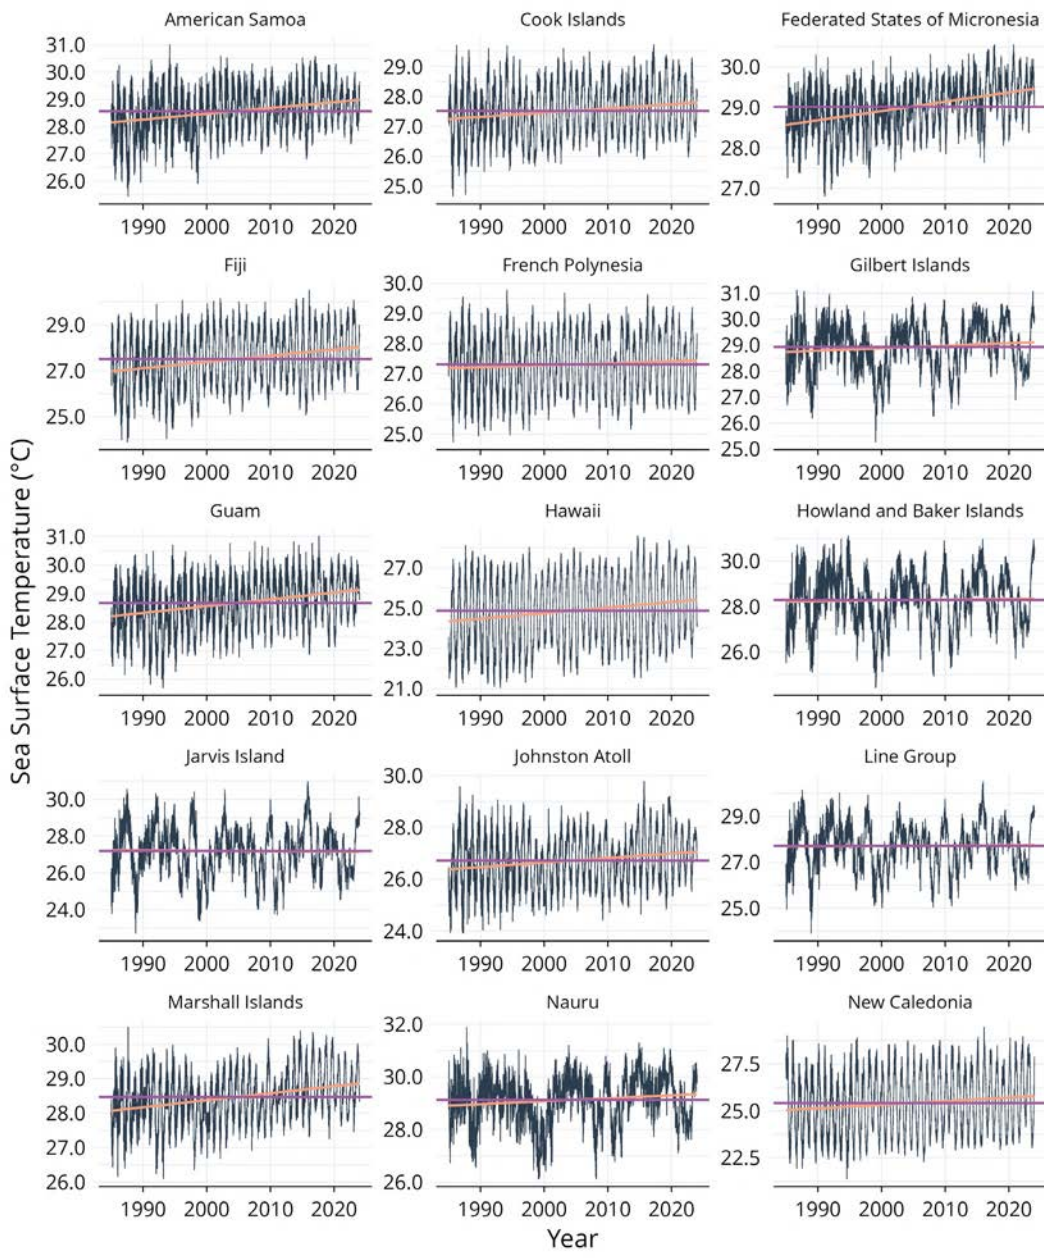 American Samoa
Cook Islands
Federated States of Micronesia
31.0
30.0
29.0
28.0
27.0
26.0
29.0
28.0
27.0
26.0
25.0
30.0
29.0
28.0
27.0
1990 2000 2010 2020
1990 2000 2010 2020
1990 2000 2010 2020
Fiji
French Polynesia
Gilbert Islands
29.0
27.0
25.0
30.0
29.0
28.0
27.0
26.0
25.0
31.0
30.0
29.0
28.0
27.0
26.0
25.0
1990 2000 2010 2020
1990 2000 2010 2020
1990 2000 2010 2020
Sea Surface Temperature (°C)
Guam
Hawaii
Howland and Baker Islands
31.0
30.0
29.0
28.0
27.0
26.0
27.0
25.0
23.0
21.0
30.0
28.0
26.0
1990 2000 2010 2020
1990 2000 2010 2020
1990 2000 2010 2020
Jarvis Island
Johnston Atoll
Line Group
30.0
28.0
26.0
24.0
30.0
28.0
26.0
24.0
29.0
27.0
25.0
1990 2000 2010 2020
1990 2000 2010 2020
1990 2000 2010 2020
Marshall Islands
Nauru
New Caledonia
30.0
29.0
28.0
27.0
26.0
32.0
30.0
28.0
26.0
27.5
25.0
22.5
1990 2000 2010 2020
1990 2000 2010 2020
1990 2000 2010 2020
Year